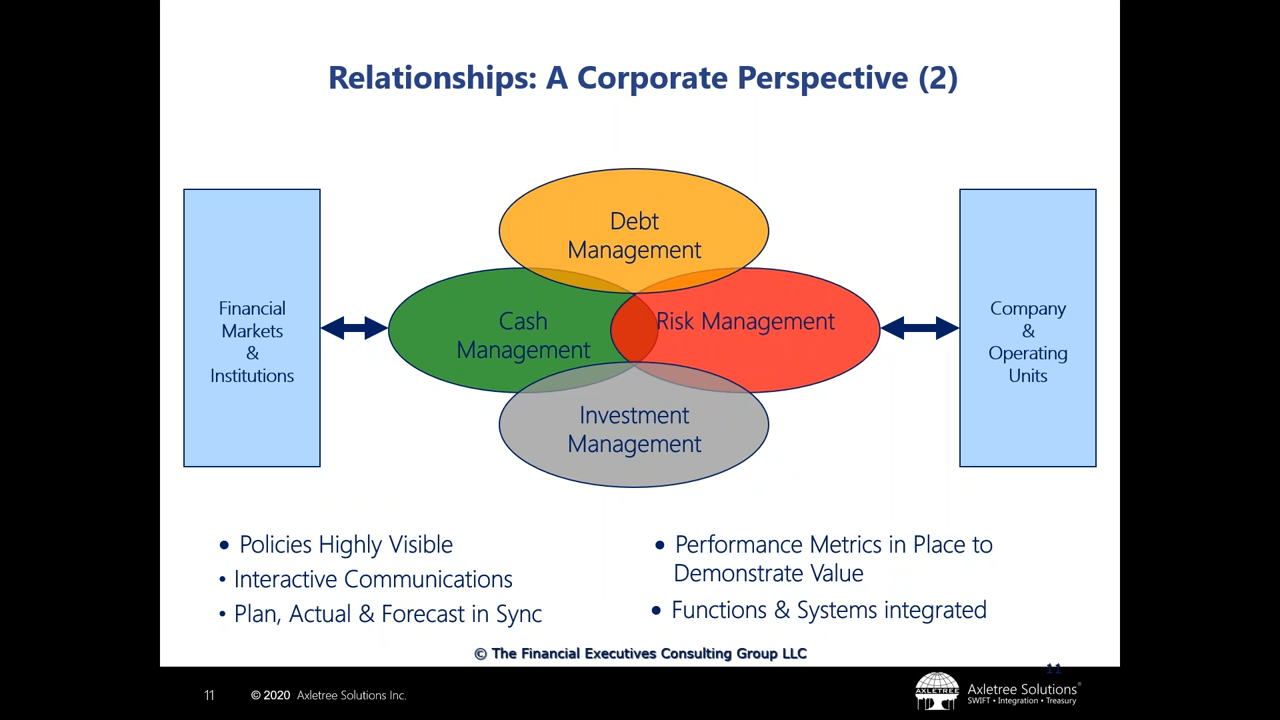 Relationships: A Corporate Perspective (2)
Debt
Management
Financial
Markets
&
Institutions
Cash
Management
Risk Management
Company
&
Operating
Units
Investment
Management
• Policies Highly Visible
• Interactive Communications
• Plan, Actual & Forecast in Sync
• Performance Metrics in Place to
Demonstrate Value
• Functions & Systems integrated
© The Financial Executives Consulting Group LLC
11
11
© 2020 Axletree Solutions Inc.
AXLETREE
Axletree Solutions®
SWIFT • Integration • Treasury